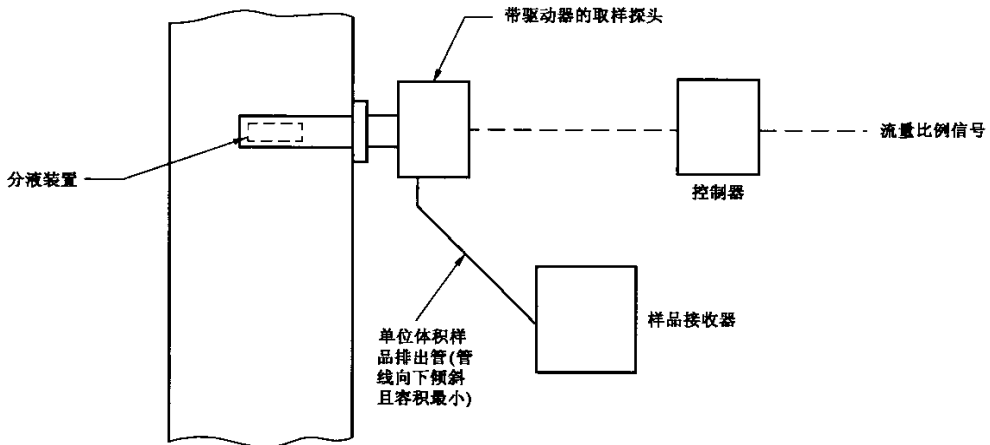 带驱动器的取样探头
流量比例信号
分液装置
控制器
样品接收器
单位体积样
品排出管(管
线向下倾斜
且容积最小)